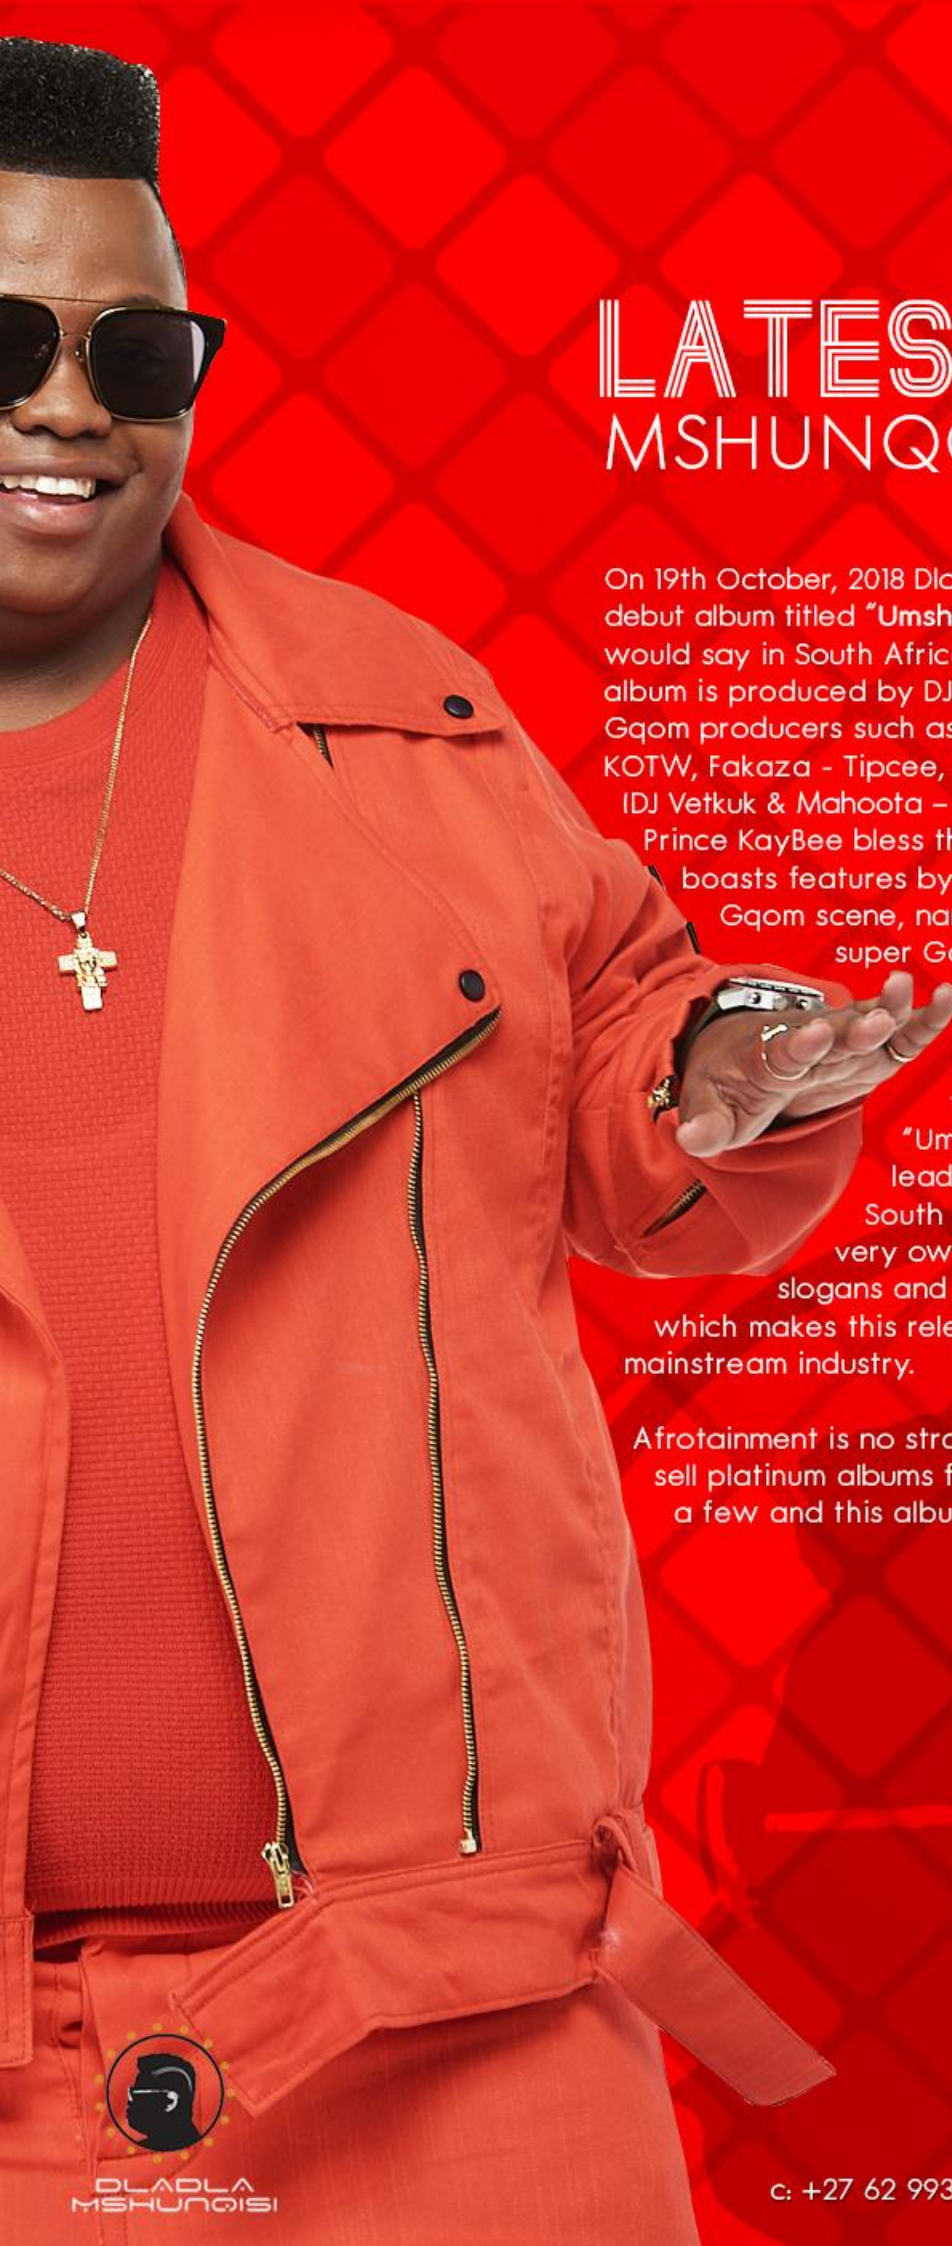 LATES
MSHUNQ
On 19th October, 2018 Dla
debut album titled “Umsh
would say in South Afric
album is produced by DJ
Gqom producers such as
KOTW, Fakaza - Tipcee,
(DJ Vetkuk & Mahoota –
Prince KayBee bless th
boasts features by
Gqom scene, na
super Gq
“Um
lead
South
very ow
slogans and
which makes this rele
mainstream industry.
Afrotainment is no stra
sell platinum albums f
a few and this albu
DLADLA
MSHUNQISI
c: +27 62 993